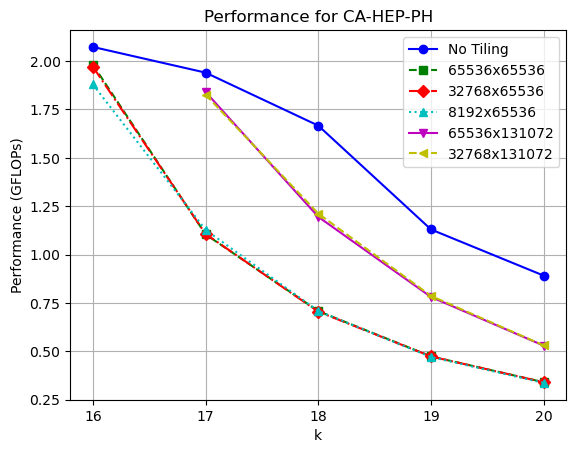 Performance for CA-HEP-PH
No Tiling
65536x65536
32768x65536
8192x65536
65536x131072
32768x131072
Performance (GFLOPs)
2.00
1.75
1.50
1.25
1.00
0.75
0.50
0.25
16 17 18 19 20
k